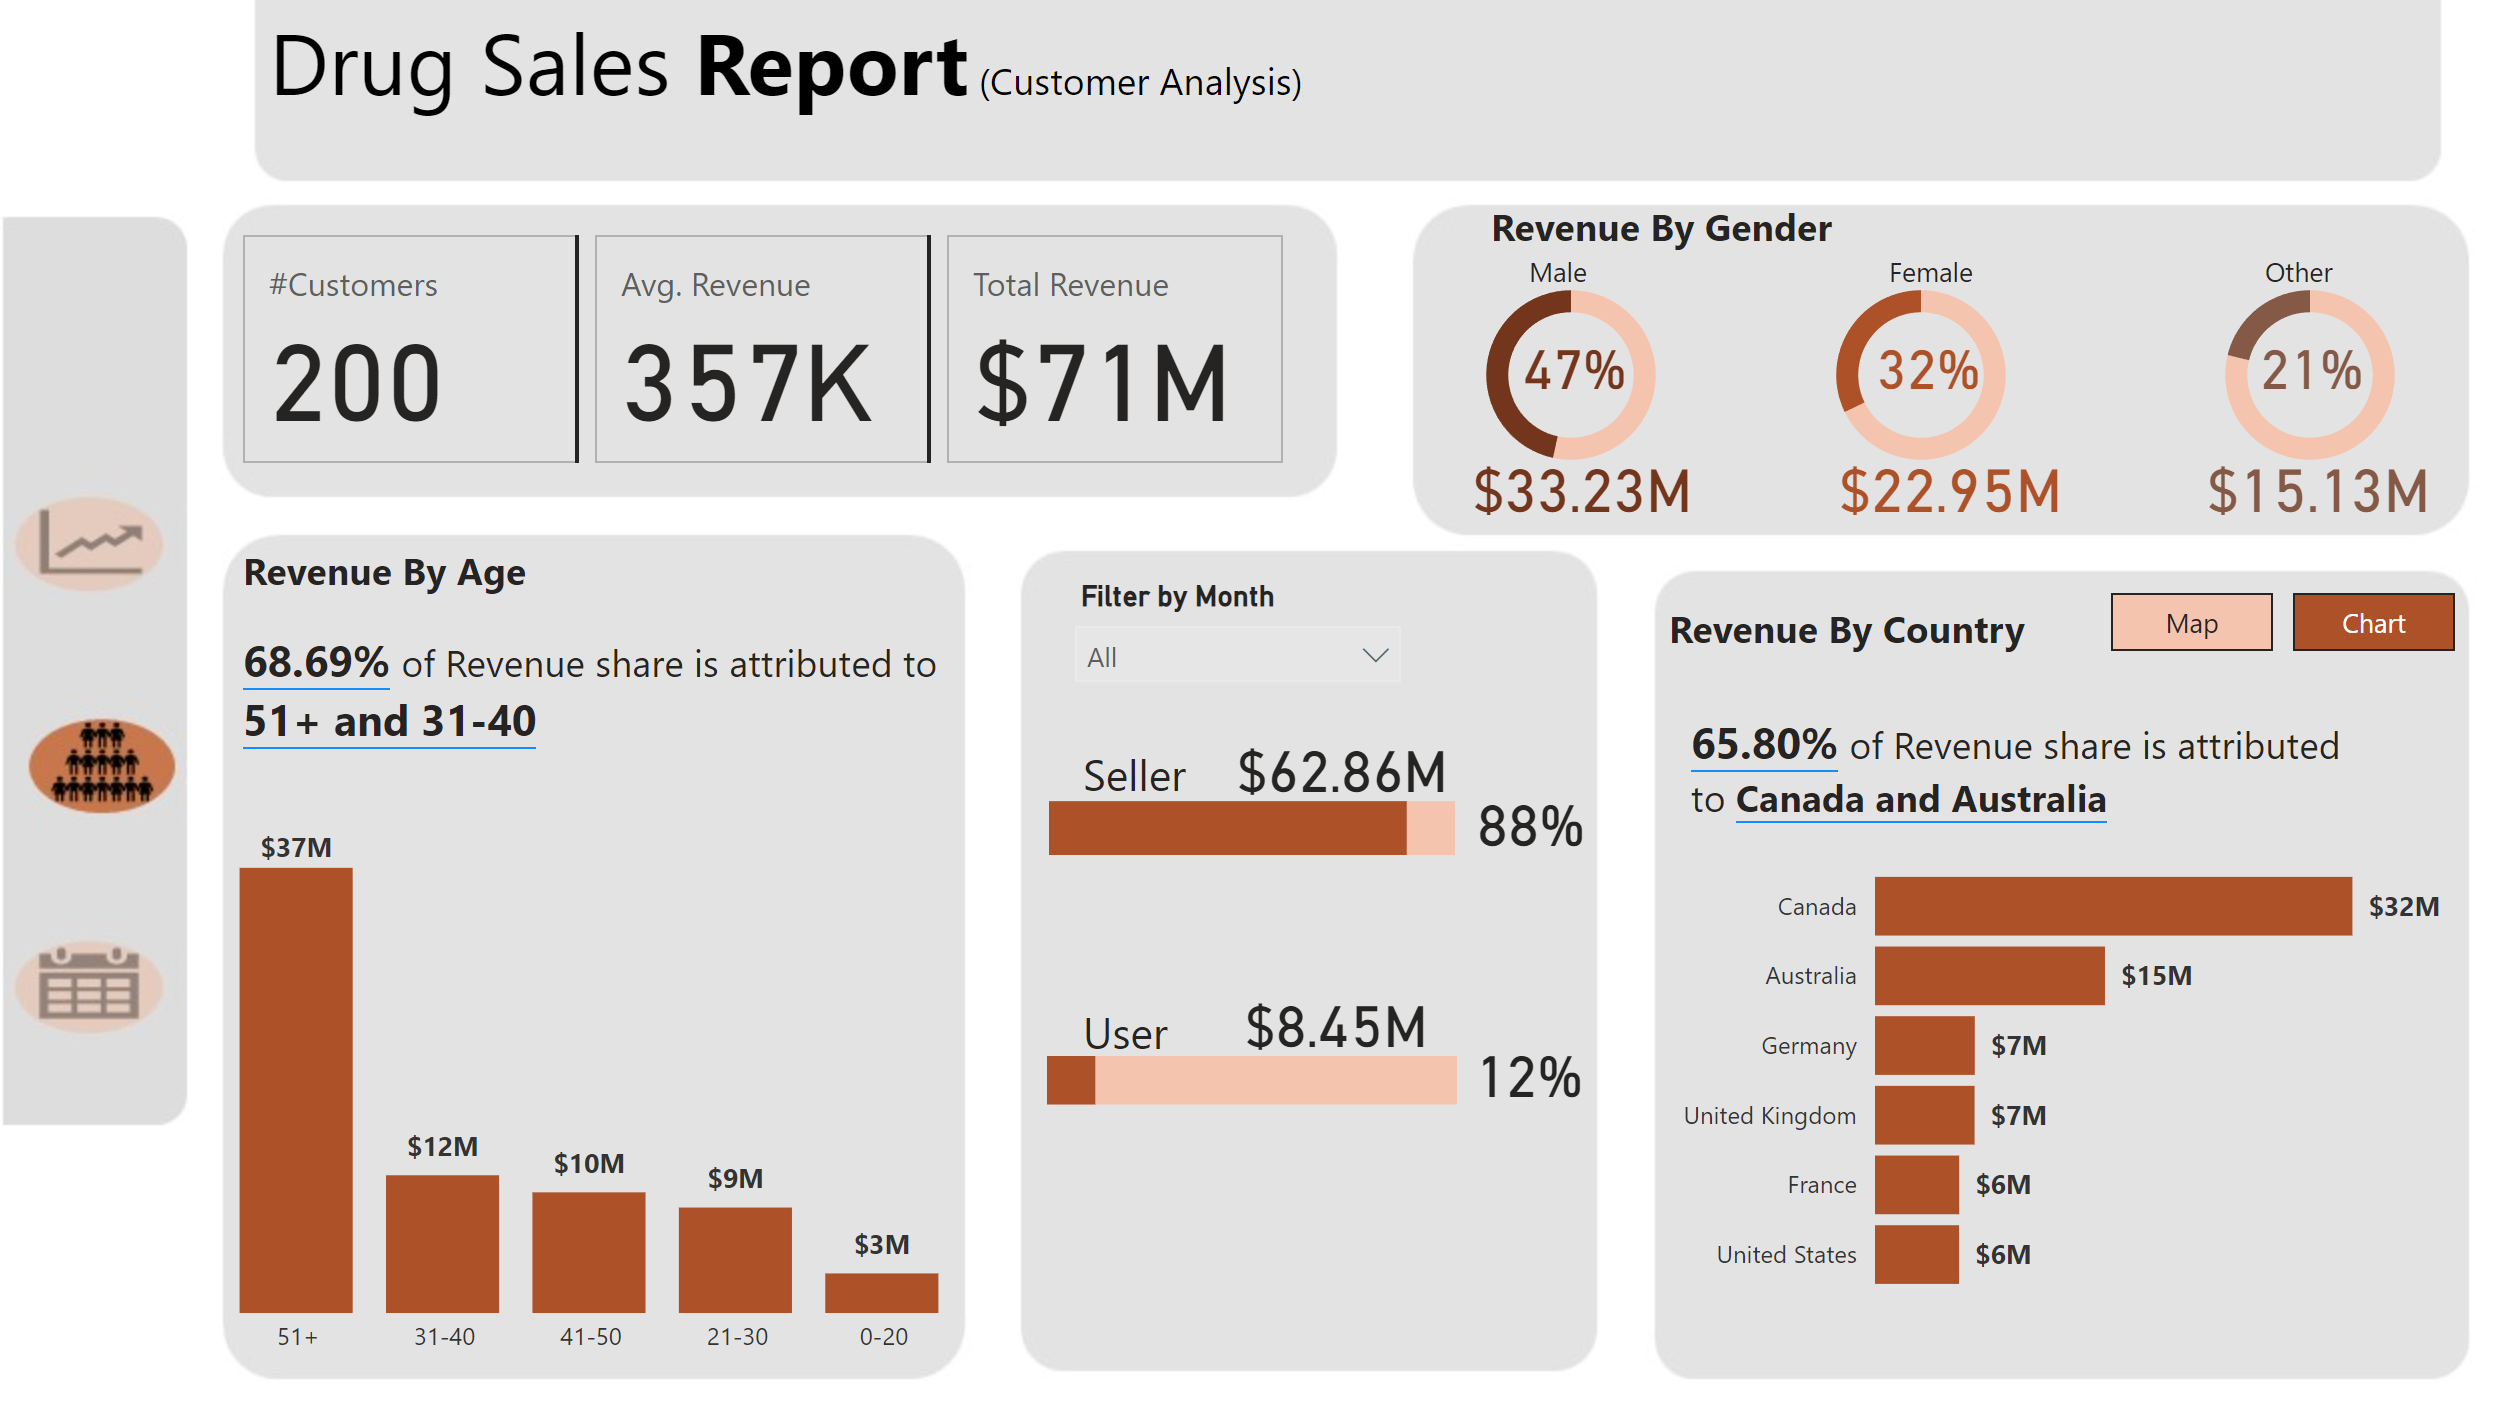 Drug Sales Report (Customer Analysis)
#Customers
200
Avg. Revenue
357K
Total Revenue
$71M
Revenue By Gender
Male
47%
$33.23M
Female
32%
$22.95M
Other
21%
$15.13M
Revenue By Age
68.69% of Revenue share is attributed to
51+ and 31-40
$37M
$12M
$10M
$9M
$3M
51+
31-40
41-50
21-30
0-20
Filter by Month
All
Seller $62.86M
88%
User $8.45M
12%
Revenue By Country
Map
Chart
65.80% of Revenue share is attributed
to Canada and Australia
Canada $32M
Australia $15M
Germany $7M
United Kingdom $7M
France $6M
United States $6M